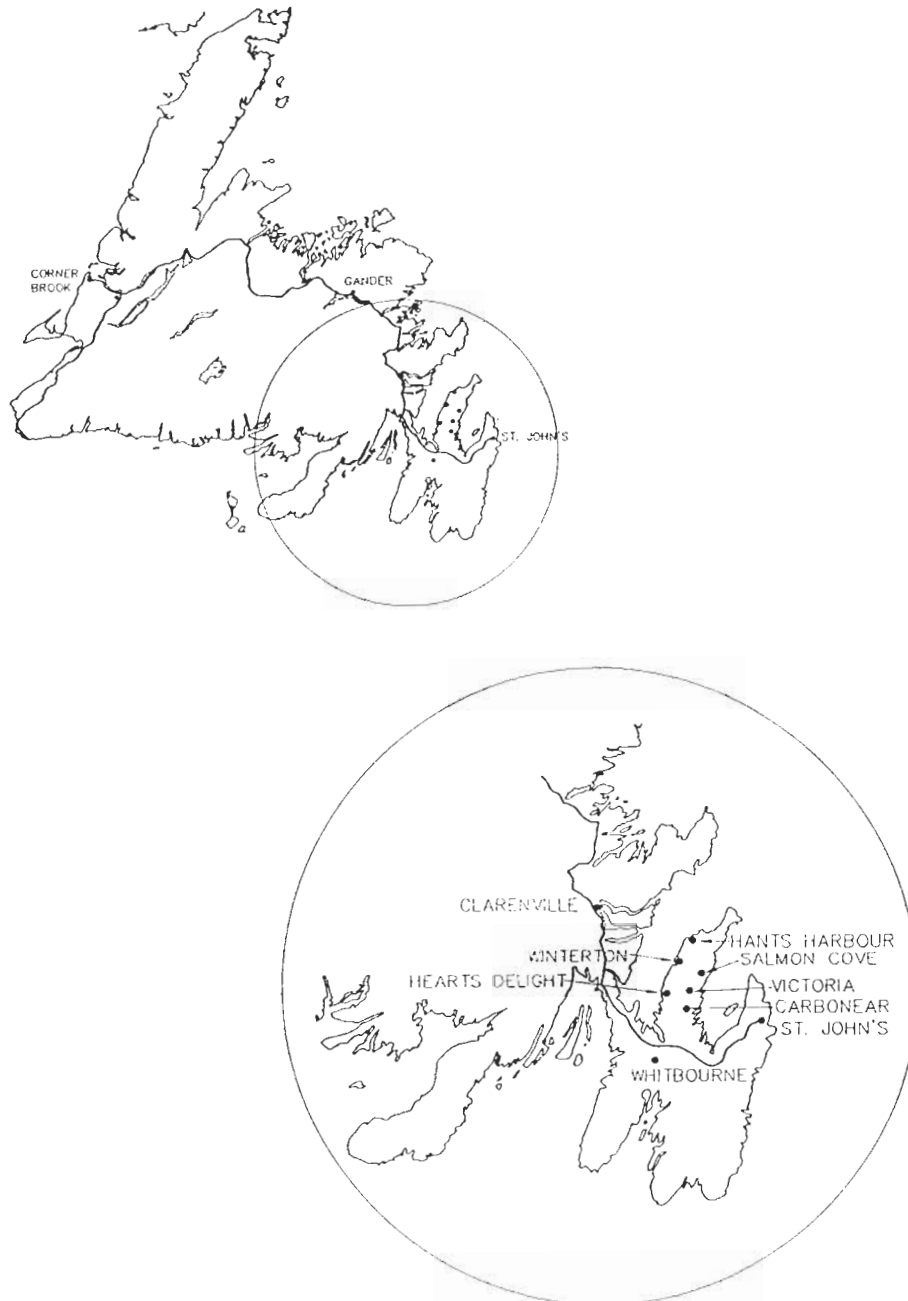 CORNER
BROOK
GANDER
ST. JOHN'S
CLARENVILLE
HANTS HARBOUR
WINTERTON
SALMON COVE
HEARTS DELIGHT
VICTORIA
CARBONEAR
ST. JOHN'S
WHITBOURNE